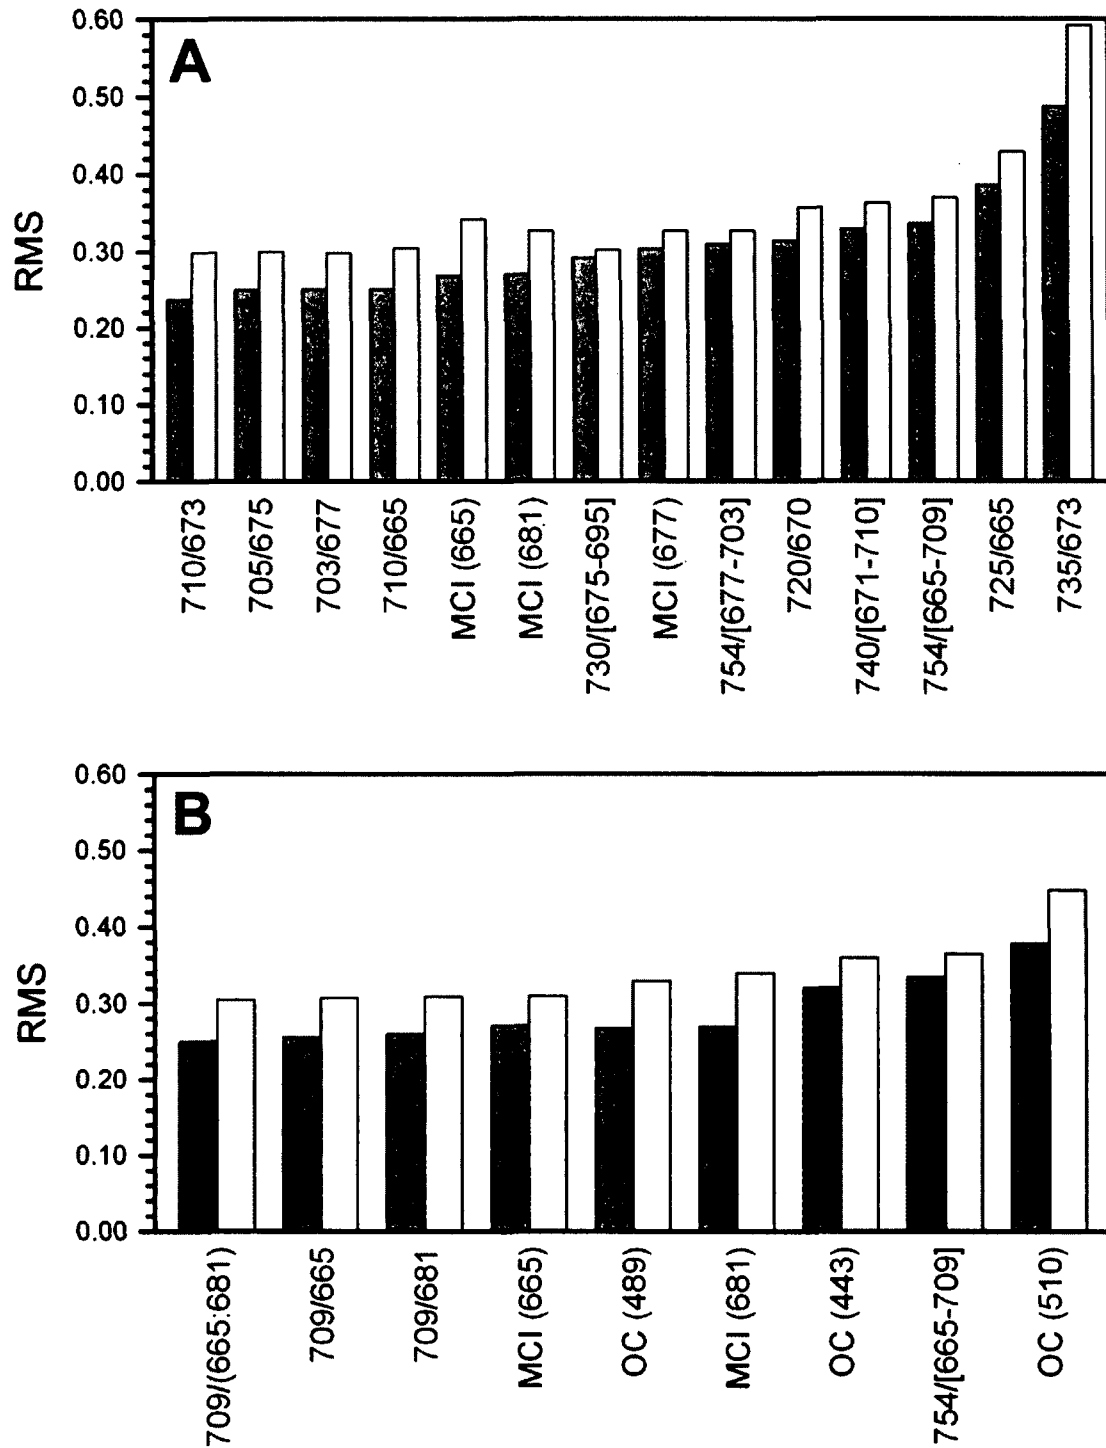 A
RMS
0.60
0.50
0.40
0.30
0.20
0.10
0.00
710/673
705/675
703/677
710/665
MCI (665)
MCI (681)
730/[675-695]
MCI (677)
754/[677-703]
720/670
740/[671-710]
754/[665-709]
725/665
735/673
B
RMS
0.60
0.50
0.40
0.30
0.20
0.10
0.00
709/(665:681)
709/665
709/681
MCI (665)
OC (489)
MCI (681)
OC (443)
754/[665-709]
OC (510)